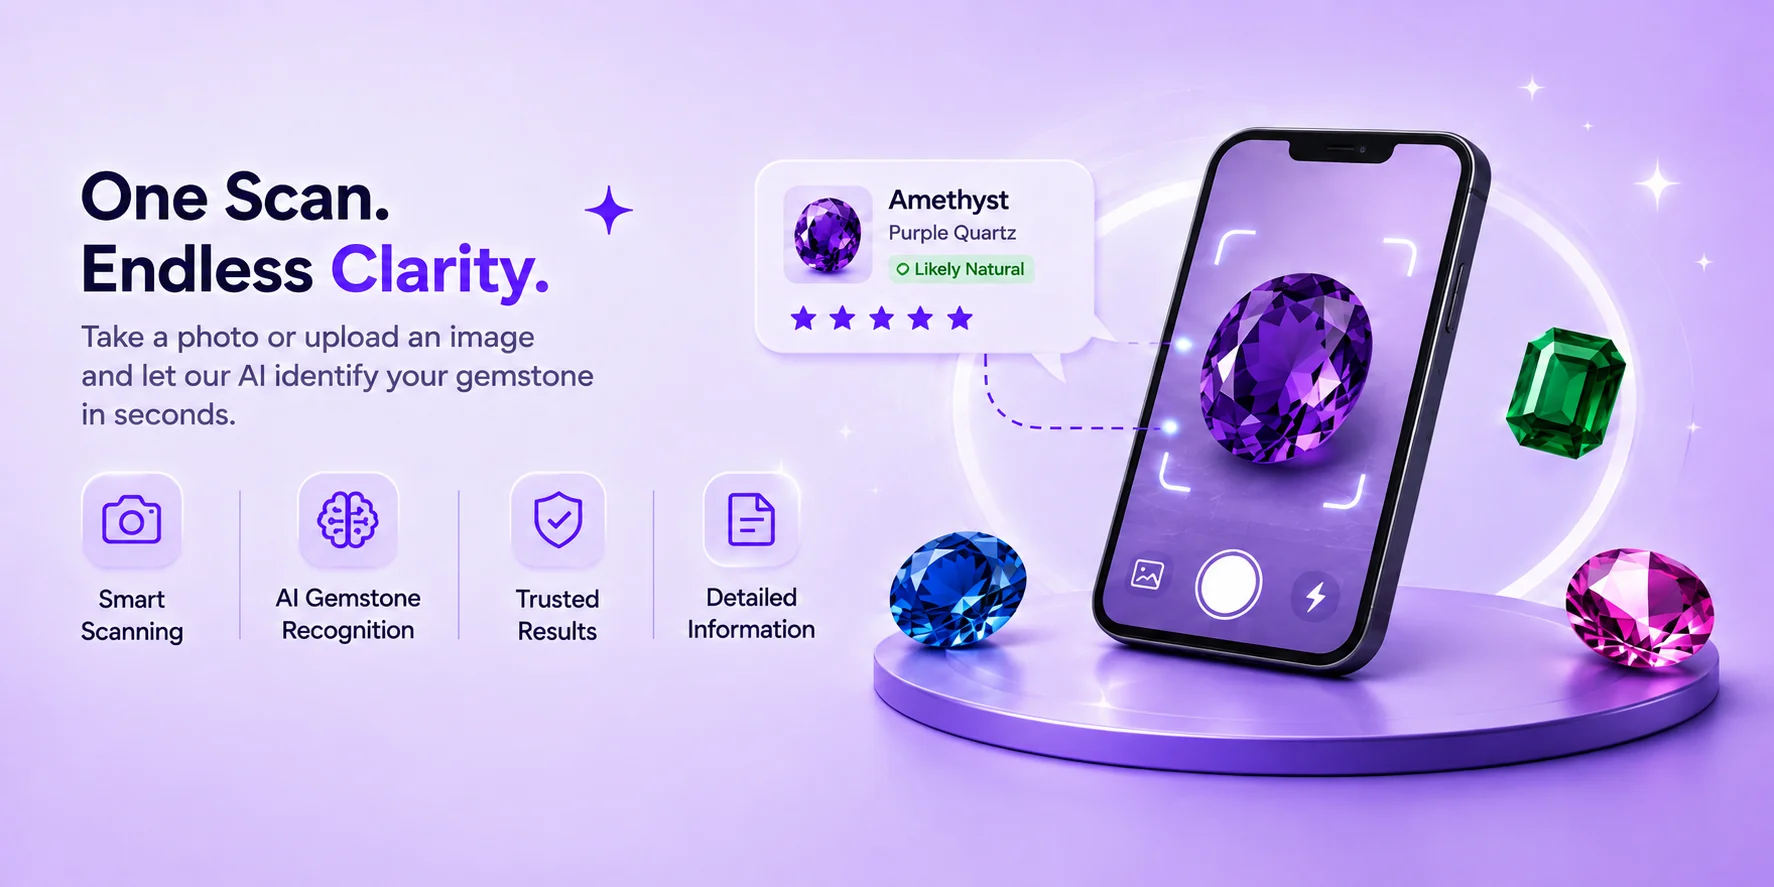 One Scan.
Endless Clarity.
Take a photo or upload an image
and let our AI identify your gemstone
in seconds.
Smart
Scanning
AI Gemstone
Recognition
Trusted
Results
Detailed
Information
Amethyst
Purple Quartz
Likely Natural